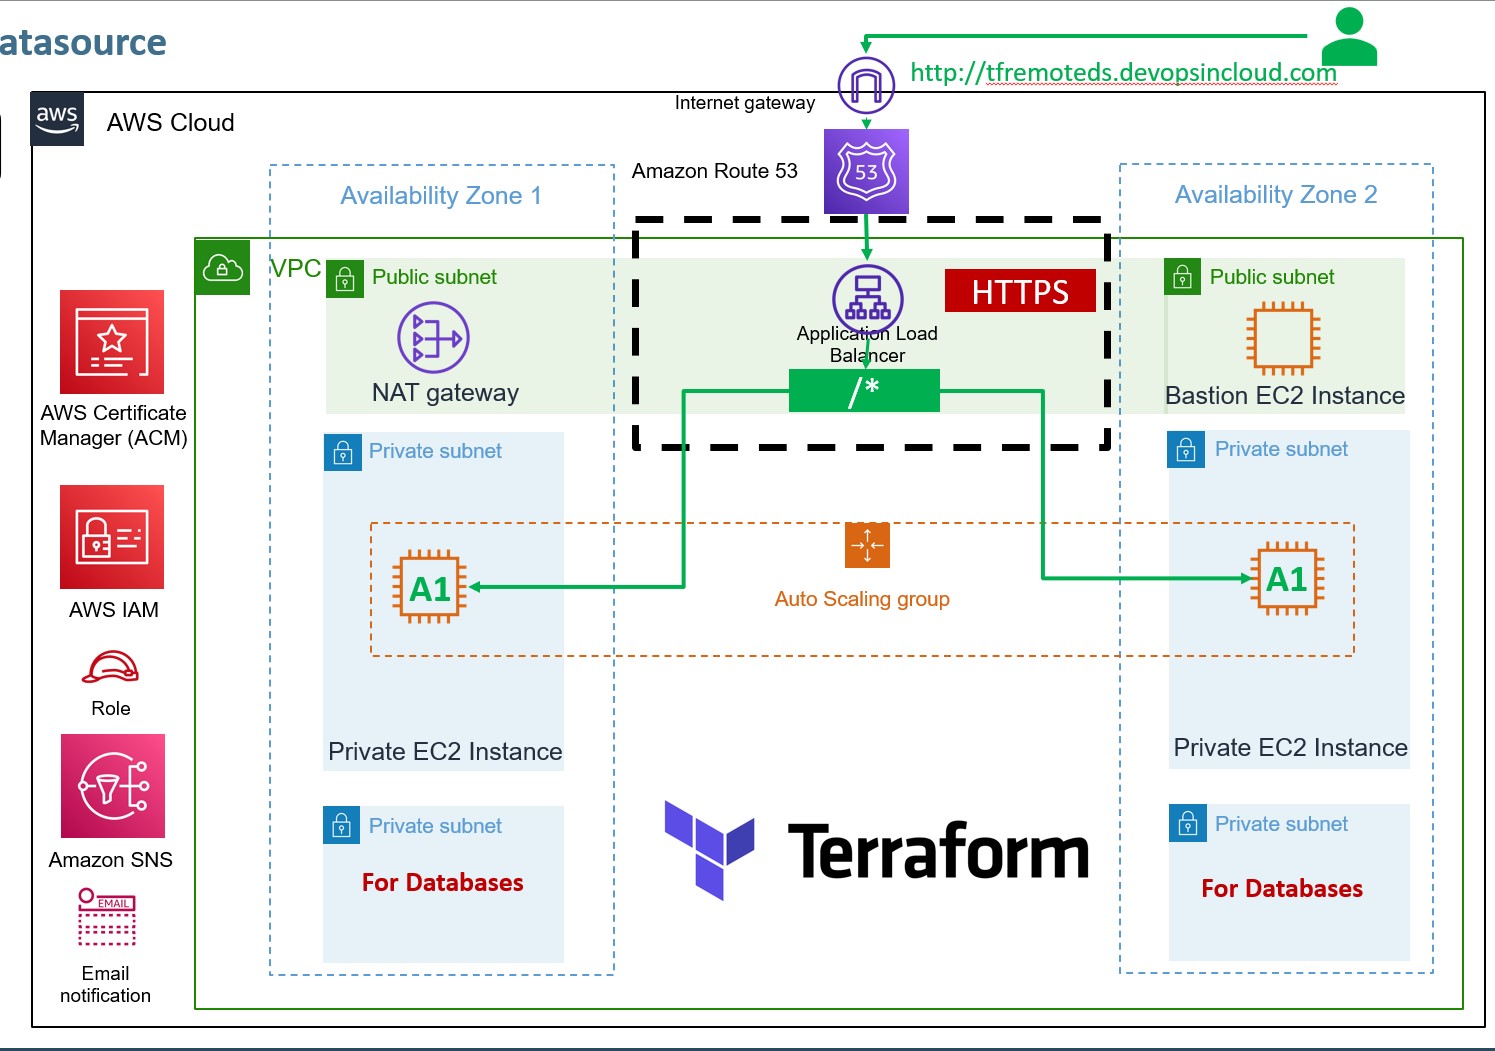 atasource
http://tfremoteds.devopsincloud.com
Internet gateway
aws
AWS Cloud
Amazon Route 53
53
Availability Zone 1
Availability Zone 2
VPC
Public subnet
Public subnet
HTTPS
Application Load
Balancer
/*
NAT gateway
Bastion EC2 Instance
AWS Certificate
Manager (ACM)
Private subnet
Private subnet
A1
A1
Auto Scaling group
AWS IAM
Role
Private EC2 Instance
Private EC2 Instance
Amazon SNS
Private subnet
Private subnet
For Databases
For Databases
Terraform
EMAIL
Email
notification